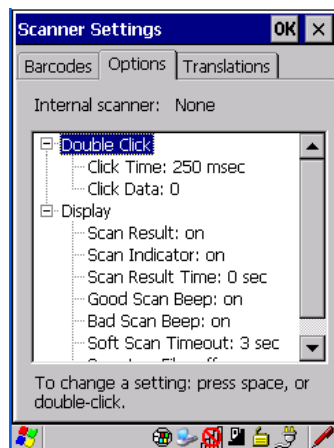 Scanner Settings OK
Barcodes Options Translations
Internal scanner: None
Double Click
Click Time: 250 msec
Click Data: 0
Display
Scan Result: on
Scan Indicator: on
Scan Result Time: 0 sec
Good Scan Beep: on
Bad Scan Beep: on
Soft Scan Timeout: 3 sec
To change a setting: press space, or
double-click.